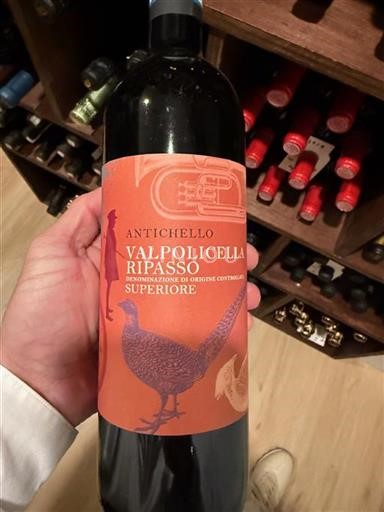 ANTICHELLO
VALPOLICELLA
RIPASSO
DENOMINAZIONE DI ORIGINE CONTROLLATA
SUPERIORE